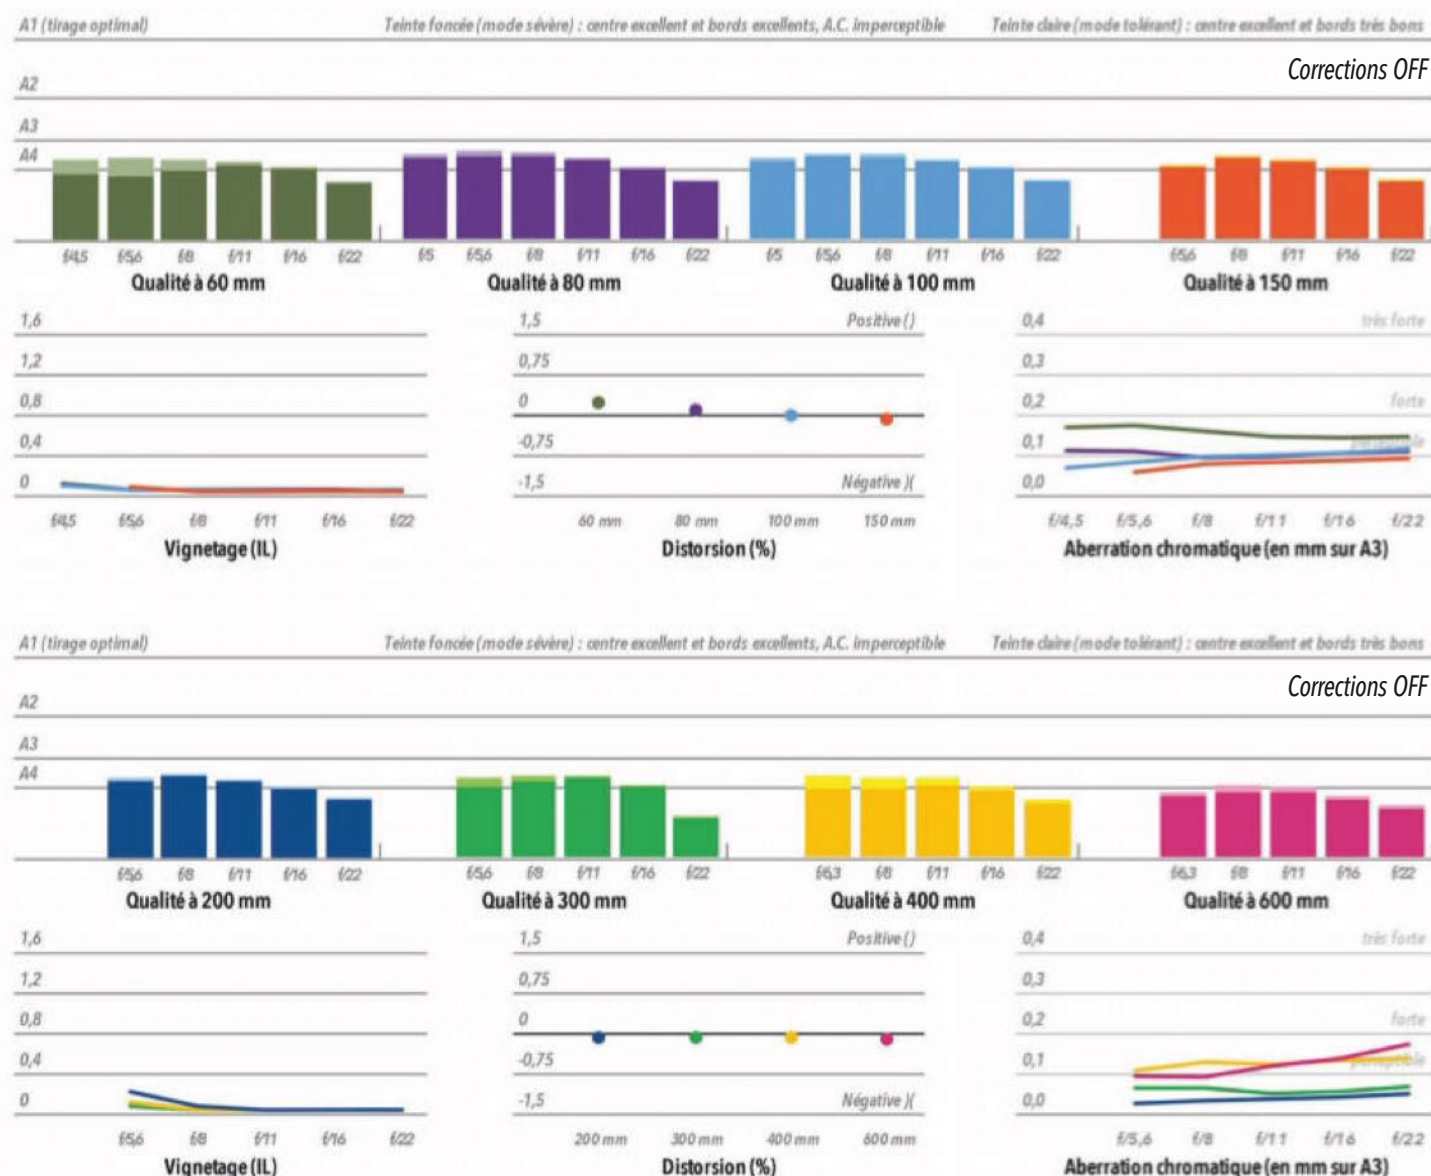 A1 (tirage optimal) Teinte foncée (mode sévère) : centre excellent et bords excellents, A.C. imperceptible Teinte claire (mode tolérant) : centre excellent et bords très bons
Corrections OFF
A2
A3
A4
f/4,5 f/5,6 f/8 f/11 f/16 f/22 f/5 f/5,6 f/8 f/11 f/16 f/22 f/5 f/5,6 f/8 f/11 f/16 f/22 f/5,6 f/8 f/11 f/16 f/22
Qualité à 60 mm Qualité à 80 mm Qualité à 100 mm Qualité à 150 mm
1,6 1,5 Positive () 0,4 très forte
1,2 0,75 0,3
0,8 0 0,2 forte
0,4 -0,75 0,1 perceptible
0 -1,5 Négative )( 0,0
f/4,5 f/5,6 f/8 f/11 f/16 f/22 60 mm 80 mm 100 mm 150 mm f/4,5 f/5,6 f/8 f/11 f/16 f/22
Vignetage (IL) Distorsion (%) Aberration chromatique (en mm sur A3)
A1 (tirage optimal) Teinte foncée (mode sévère) : centre excellent et bords excellents, A.C. imperceptible Teinte claire (mode tolérant) : centre excellent et bords très bons
Corrections OFF
A2
A3
A4
f/5,6 f/8 f/11 f/16 f/22 f/5,6 f/8 f/11 f/16 f/22 f/6,3 f/8 f/11 f/16 f/22 f/6,3 f/8 f/11 f/16 f/22
Qualité à 200 mm Qualité à 300 mm Qualité à 400 mm Qualité à 600 mm
1,6 1,5 Positive () 0,4 très forte
1,2 0,75 0,3
0,8 0 0,2 forte
0,4 -0,75 0,1 perceptible
0 -1,5 Négative )( 0,0
f/5,6 f/8 f/11 f/16 f/22 200 mm 300 mm 400 mm 600 mm f/5,6 f/8 f/11 f/16 f/22
Vignetage (IL) Distorsion (%) Aberration chromatique (en mm sur A3)